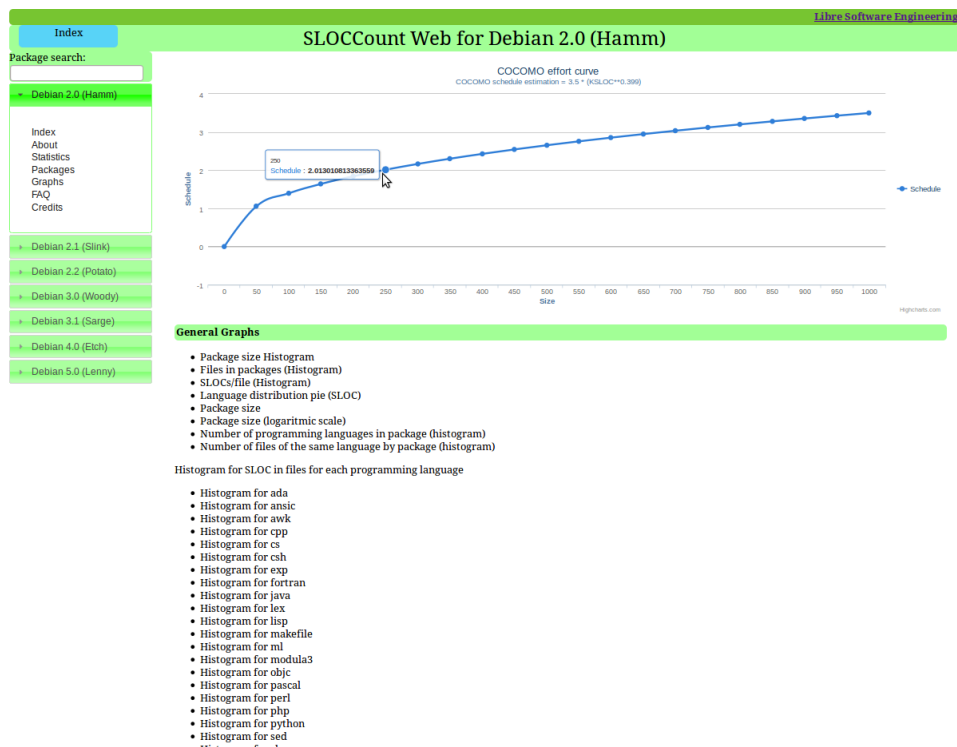 Libre Software Engineering
Index
SLOCCount Web for Debian 2.0 (Hamm)
Package search:
Debian 2.0 (Hamm)
Index
About
Statistics
Packages
Graphs
FAQ
Credits
Debian 2.1 (Slink)
Debian 2.2 (Potato)
Debian 3.0 (Woody)
Debian 3.1 (Sarge)
Debian 4.0 (Etch)
Debian 5.0 (Lenny)
COCOMO effort curve
COCOMO schedule estimation = 3.5 * (KSLOC**0.399)
Schedule
4
3
2
1
0
-1
250
Schedule : 2.013010813363559
0 50 100 150 200 250 300 350 400 450 500 550 600 650 700 750 800 850 900 950 1000
Size
Schedule
Highcharts.com
General Graphs
Package size Histogram
Files in packages (Histogram)
SLOCs/file (Histogram)
Language distribution pie (SLOC)
Package size
Package size (logaritmic scale)
Number of programming languages in package (histogram)
Number of files of the same language by package (histogram)
Histogram for SLOC in files for each programming language
Histogram for ada
Histogram for ansic
Histogram for awk
Histogram for cpp
Histogram for cs
Histogram for csh
Histogram for exp
Histogram for fortran
Histogram for java
Histogram for lex
Histogram for lisp
Histogram for makefile
Histogram for ml
Histogram for modula3
Histogram for objc
Histogram for pascal
Histogram for perl
Histogram for php
Histogram for python
Histogram for sed